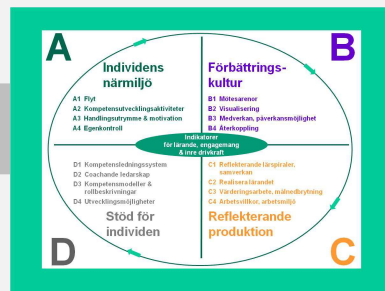 A
B
Individens
närmiljö
Förbättrings-
kultur
A1 Flyt
A2 Kompetensutvecklingsaktiviteter
A3 Handlingsutrymme & motivation
A4 Egenkontroll
B1 Mötesarenor
B2 Visualisering
B3 Medverkan, påverkansmöjlighet
B4 Återkoppling
Indikatorer
för lärande, engagemang
& inre drivkraft
D1 Kompetensledningssystem
D2 Coachande ledarskap
D3 Kompetensmodeller &
rollbeskrivningar
D4 Utvecklingsmöjligheter
C1 Reflekterande lärspiraler,
samverkan
C2 Realisera lärandet
C3 Värderingsarbete, målnedbrytning
C4 Arbetsvillkor, arbetsmiljö
Stöd för
individen
Reflekterande
produktion
D
C